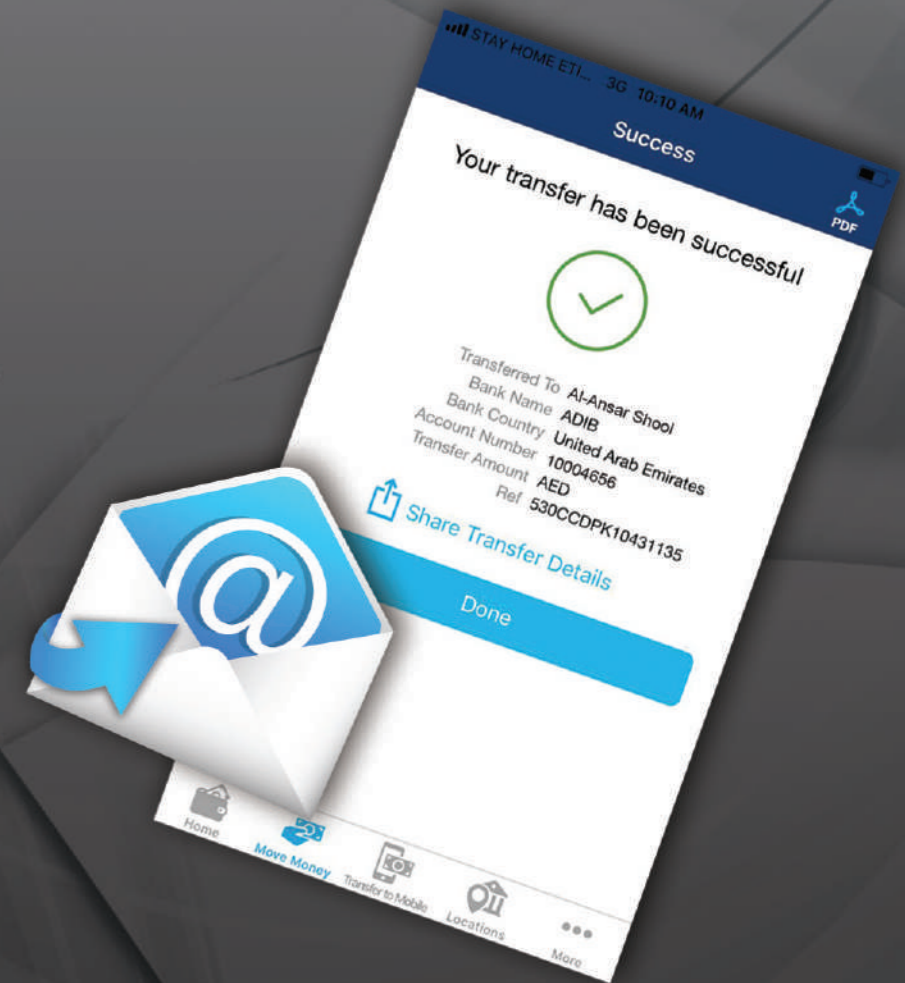 STAY HOME ETI... 3G 10:10 AM
Success
PDF
Your transfer has been successful
Transferred To Al-Ansar Shool
Bank Name ADIB
Bank Country United Arab Emirates
Account Number 10004656
Transfer Amount AED
Ref 530CCDPK10431135
Share Transfer Details
Done
@
Home
Move Money
Transfer to Mobile
Locations
More